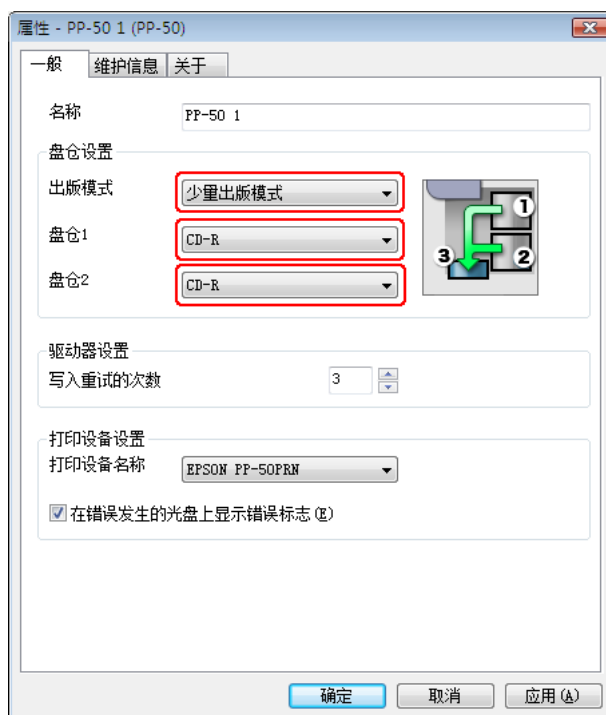 属性 - PP-50 1 (PP-50)
一般 维护信息 关于
名称 PP-50 1
盘仓设置
出版模式 少量出版模式
盘仓1 CD-R
盘仓2 CD-R
1
2
3
驱动器设置
写入重试的次数 3
打印设备设置
打印设备名称 EPSON PP-50PRN
在错误发生的光盘上显示错误标志(E)
确定 取消 应用(A)